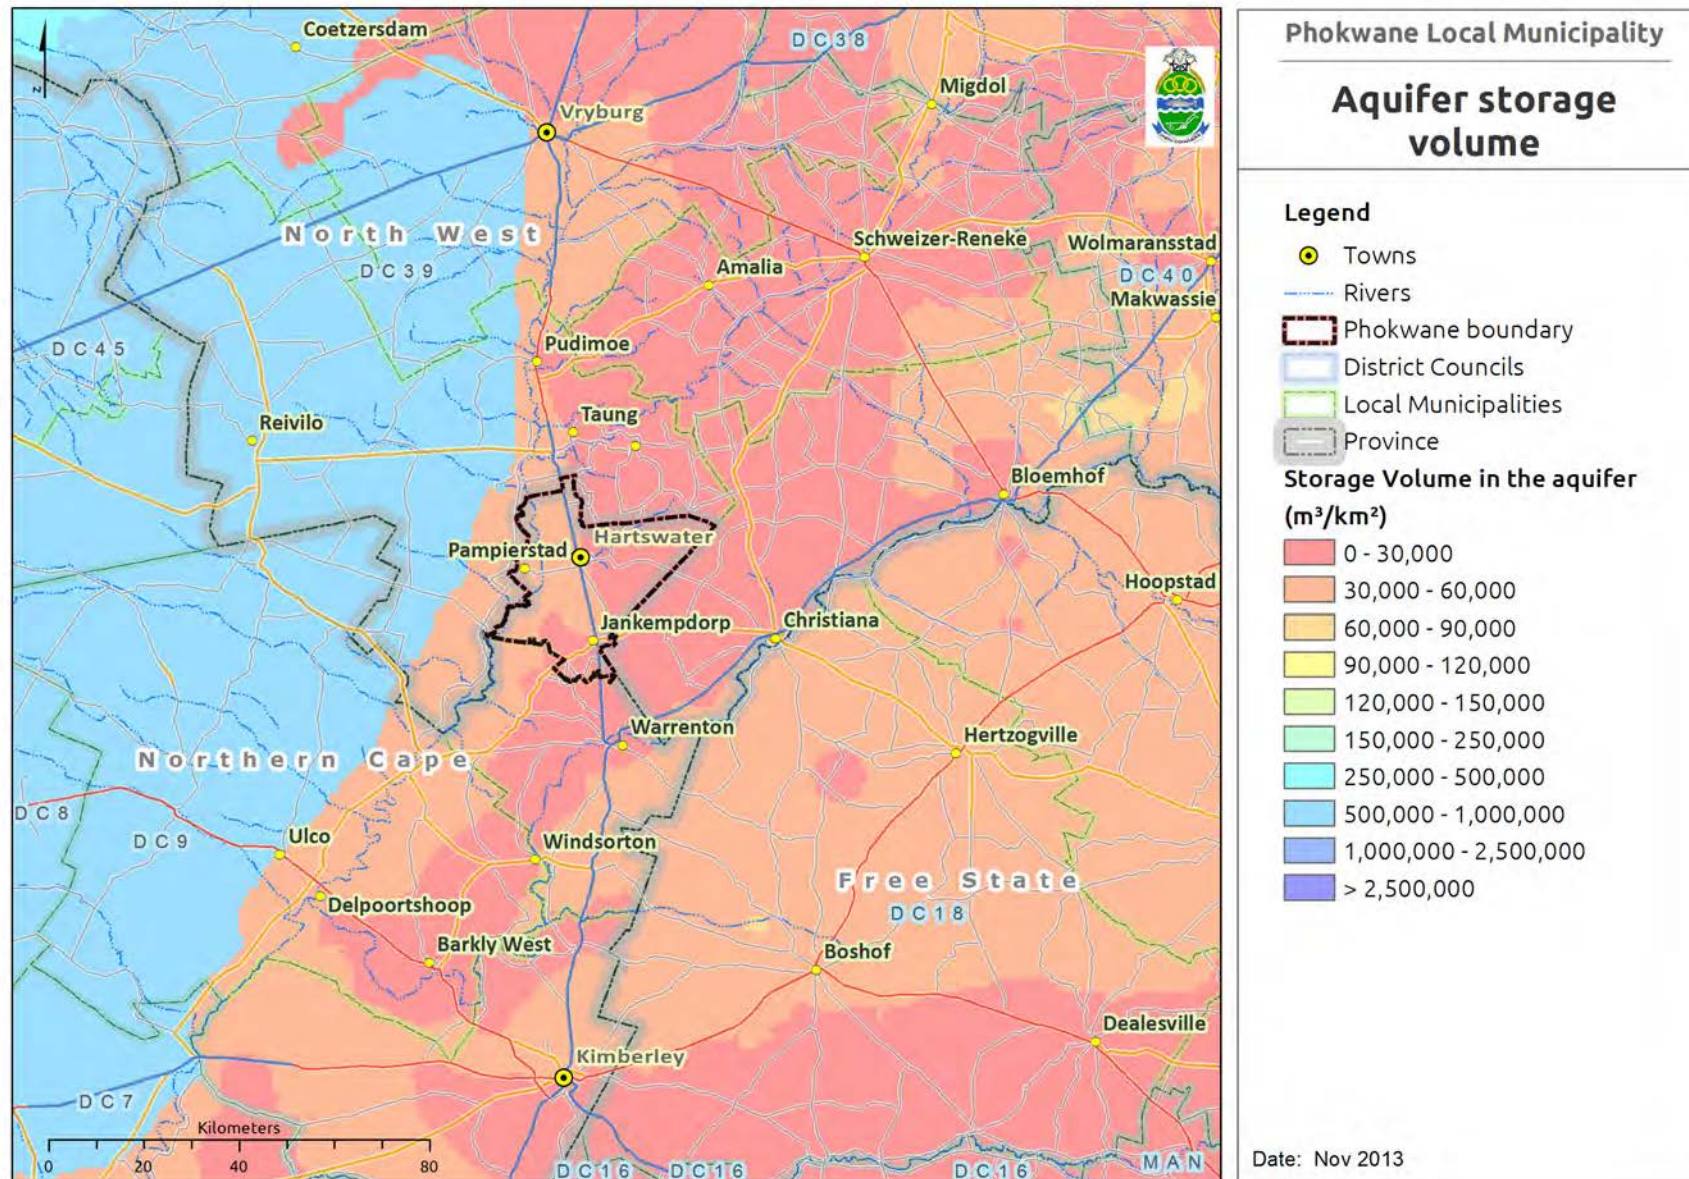 Coetzersdam
DC38
Migdol
Vryburg
North West
DC39
Schweizer-Reneke
Wolmaransstad
Amalia
DC40
Makwassie
DC45
Pudimoe
Reivilo
Taung
Bloemhof
Hartswater
Pampierstad
Hoopstad
Jankempdorp
Christiana
Warrenton
Hertzogville
Northern Cape
DC8
DC9
Ulco
Windsorton
Free State
Delpoortshoop
DC18
Barkly West
Boshof
Dealesville
Kimberley
DC7
Kilometers
0 20 40 80
DC16 DC16 DC16 MAN
z
Phokwane Local Municipality
Aquifer storage
volume
Legend
Towns
Rivers
Phokwane boundary
District Councils
Local Municipalities
Province
Storage Volume in the aquifer
(m³/km²)
0 - 30,000
30,000 - 60,000
60,000 - 90,000
90,000 - 120,000
120,000 - 150,000
150,000 - 250,000
250,000 - 500,000
500,000 - 1,000,000
1,000,000 - 2,500,000
> 2,500,000
Date: Nov 2013